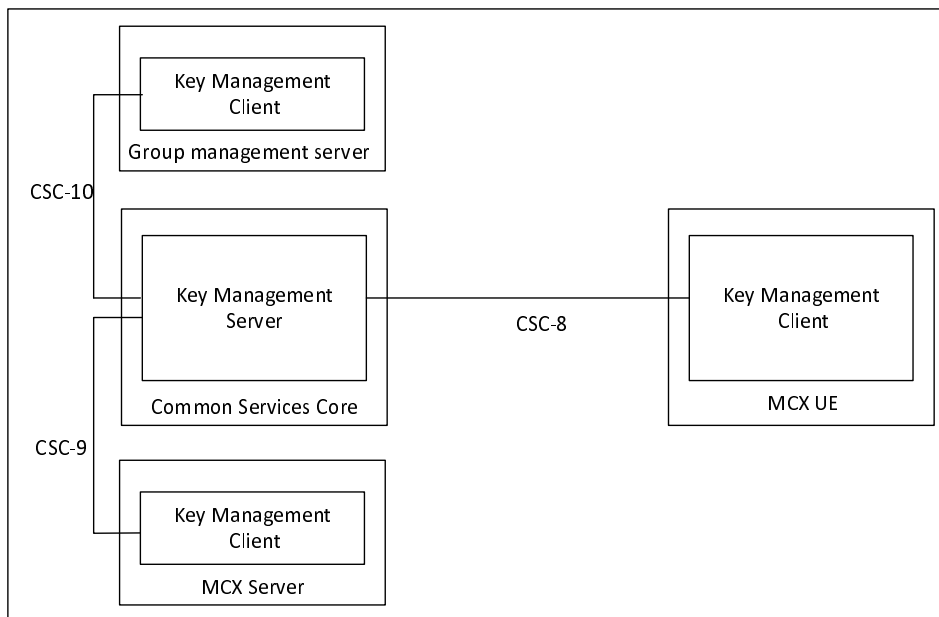 Key Management
Client
Group management server
CSC-10
Key Management
Server
Common Services Core
CSC-8
Key Management
Client
MCX UE
CSC-9
Key Management
Client
MCX Server